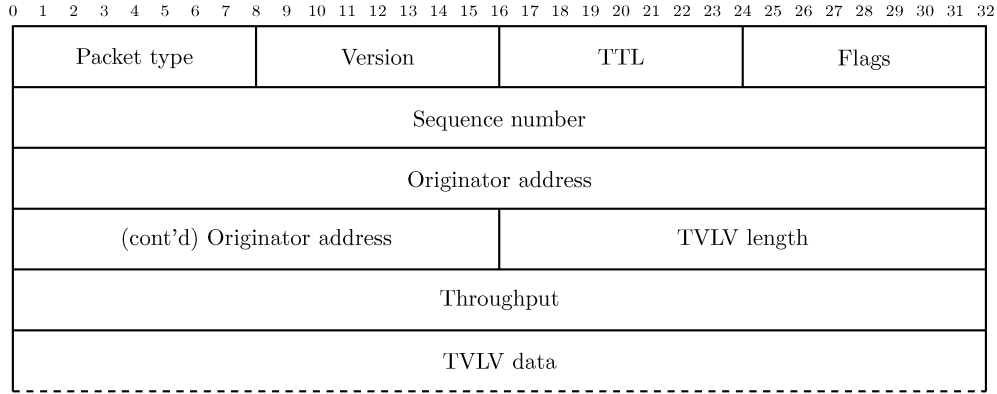 0 1 2 3 4 5 6 7 8 9 10 11 12 13 14 15 16 17 18 19 20 21 22 23 24 25 26 27 28 29 30 31 32
Packet type Version TTL Flags
Sequence number
Originator address
(cont'd) Originator address TVLV length
Throughput
TVLV data